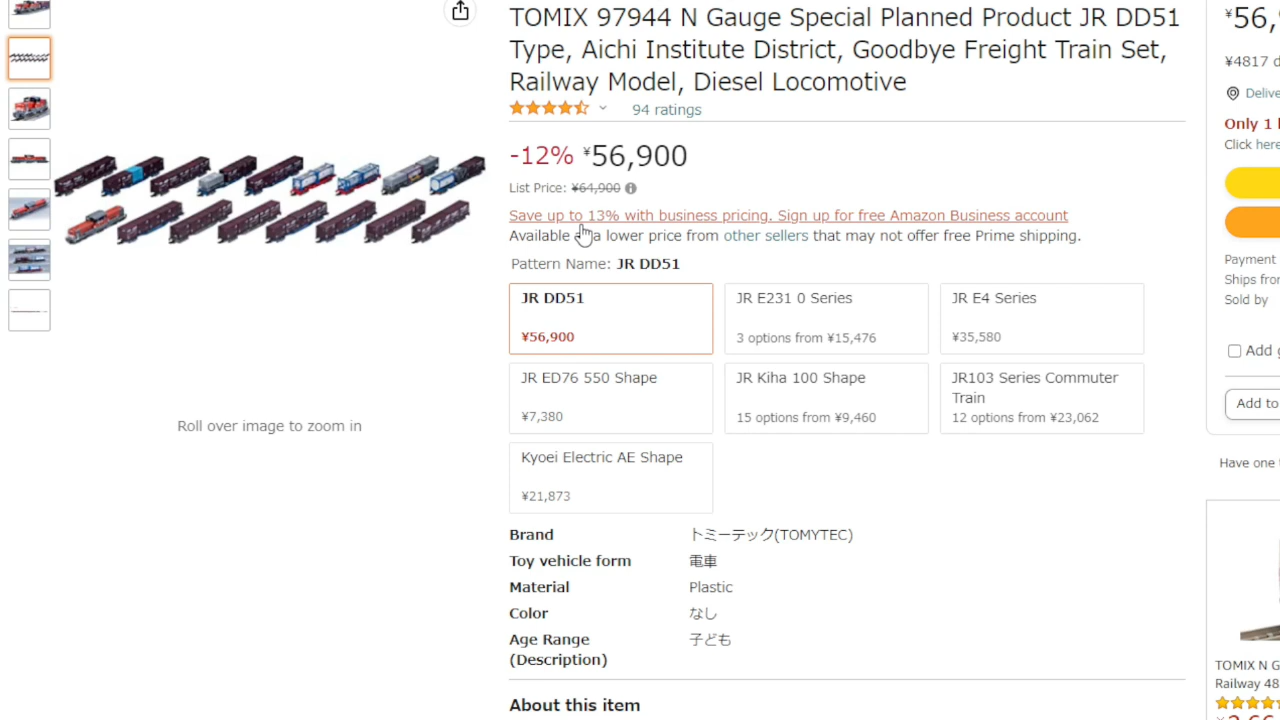 TOMIX 97944 N Gauge Special Planned Product JR DD51
Type, Aichi Institute District, Goodbye Freight Train Set,
Railway Model, Diesel Locomotive
94 ratings
-12% ¥56,900
List Price: ¥64,900
Save up to 13% with business pricing. Sign up for free Amazon Business account
Available a lower price from other sellers that may not offer free Prime shipping.
Pattern Name: JR DD51
JR DD51
¥56,900
JR E231 0 Series
3 options from ¥15,476
JR E4 Series
¥35,580
JR ED76 550 Shape
¥7,380
JR Kiha 100 Shape
15 options from ¥9,460
JR103 Series Commuter
Train
12 options from ¥23,062
Kyoei Electric AE Shape
¥21,873
Brand トミーテック(TOMYTEC)
Toy vehicle form 電車
Material Plastic
Color なし
Age Range
(Description) 子ども
About this item
Roll over image to zoom in
¥56,
¥4817 d
Delive
Only 1 l
Click here
Payment
Ships from
Sold by
Add g
Add to
Have one
TOMIX N G
Railway 48